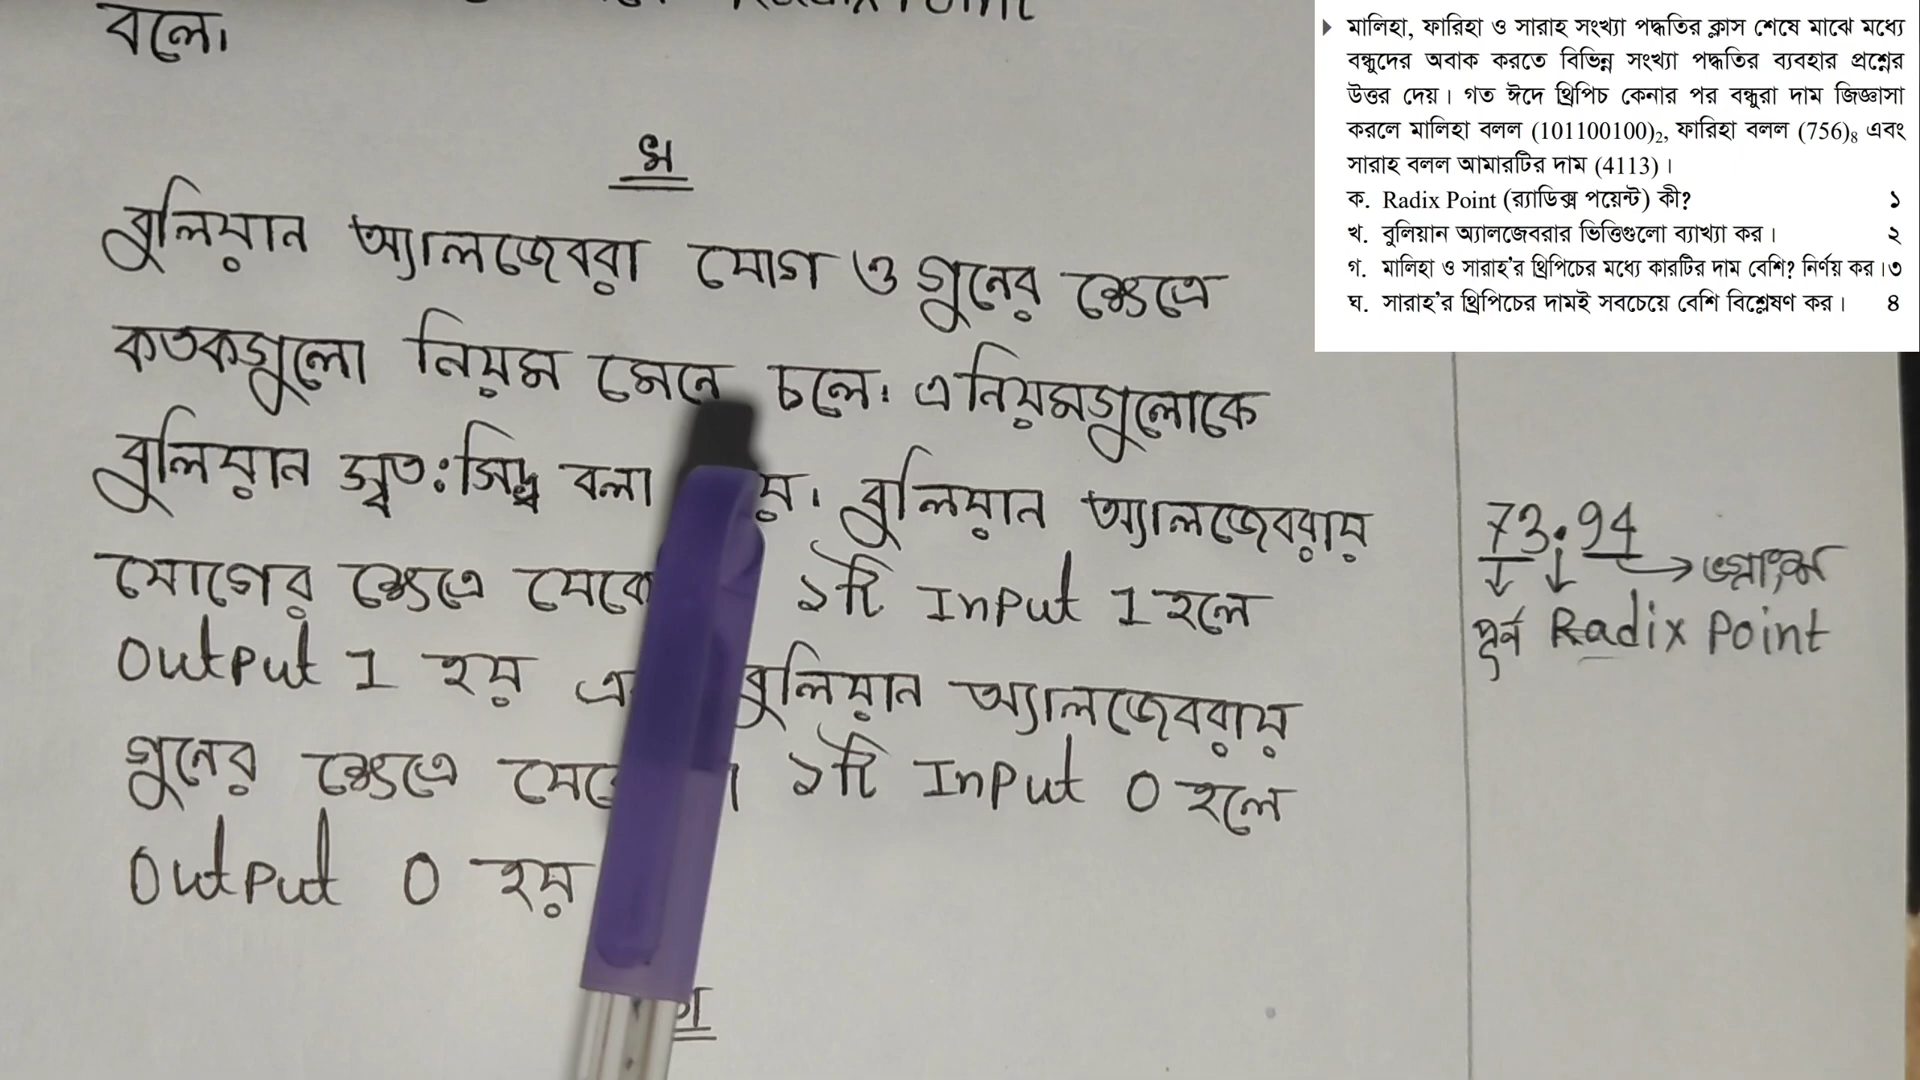 Radix Point
বলে।
খ
বুলিয়ান অ্যালজেবরা যোগ ও গুনের ক্ষেত্রে
কতকগুলো নিয়ম মেনে চলে। এ নিয়মগুলোকে
বুলিয়ান স্বত:সিদ্ধ বলা য়। বুলিয়ান অ্যালজেবরায়
যোগের ক্ষেত্রে যেকো ১টি Input 1 হলে
Output 1 হয় এ বুলিয়ান অ্যালজেবরায়
গুনের ক্ষেত্রে যেকো ১টি Input 0 হলে
Output 0 হয়
গ
73.94
ভগ্নাংশ
পূর্ন Radix Point
মালিহা, ফারিহা ও সারাহ সংখ্যা পদ্ধতির ক্লাস শেষে মাঝে মধ্যে
বন্ধুদের অবাক করতে বিভিন্ন সংখ্যা পদ্ধতির ব্যবহার প্রশ্নের
উত্তর দেয়। গত ঈদে থ্রিপিচ কেনার পর বন্ধুরা দাম জিজ্ঞাসা
করলে মালিহা বলল (101100100)₂, ফারিহা বলল (756)₈ এবং
সারাহ বলল আমারটির দাম (4113)।
ক. Radix Point (র‍্যাডিক্স পয়েন্ট) কী? ১
খ. বুলিয়ান অ্যালজেবরার ভিত্তিগুলো ব্যাখ্যা কর। ২
গ. মালিহা ও সারাহ'র থ্রিপিচের মধ্যে কারটির দাম বেশি? নির্ণয় কর। ৩
ঘ. সারাহ'র থ্রিপিচের দামই সবচেয়ে বেশি বিশ্লেষণ কর। ৪